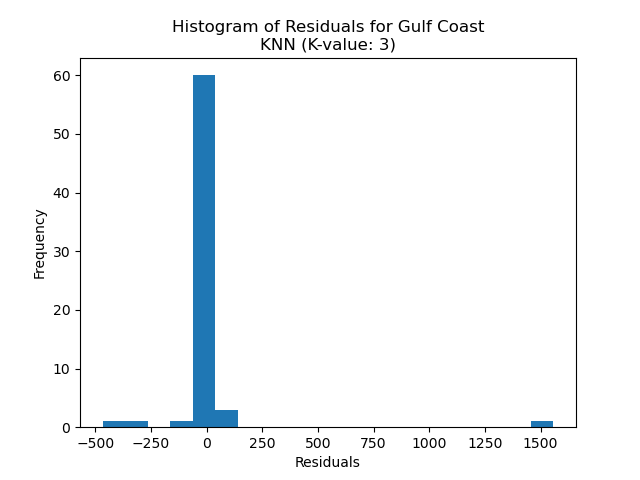 Histogram of Residuals for Gulf Coast
KNN (K-value: 3)
60
50
40
30
20
10
0
Frequency
−500 −250 0 250 500 750 1000 1250 1500
Residuals